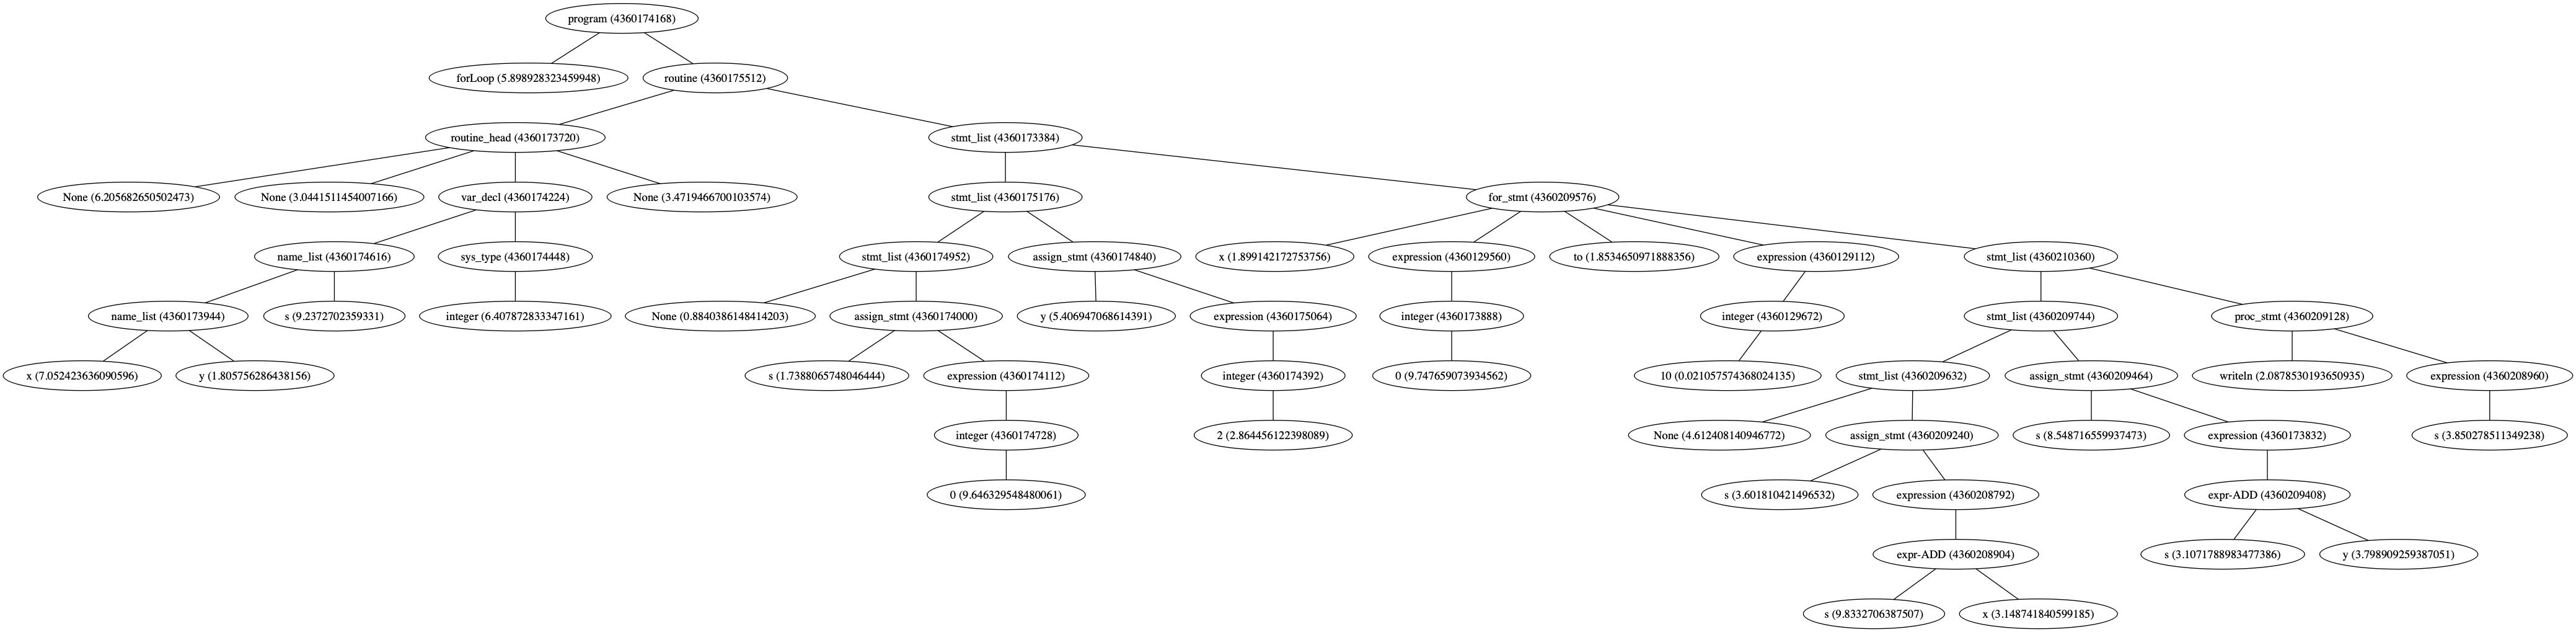 program (4360174168)
forLoop (5.898928323459948)
routine (4360175512)
routine_head (4360173720)
stmt_list (4360173384)
None (6.205682650502473)
None (3.0441511454007166)
var_decl (4360174224)
None (3.4719466700103574)
stmt_list (4360175176)
for_stmt (4360209576)
name_list (4360174616)
sys_type (4360174448)
stmt_list (4360174952)
assign_stmt (4360174840)
x (1.899142172753756)
expression (4360129560)
to (1.8534650971888356)
expression (4360129112)
stmt_list (4360210360)
name_list (4360173944)
s (9.2372702359331)
integer (6.407872833347161)
None (0.8840386148414203)
assign_stmt (4360174000)
y (5.406947068614391)
expression (4360175064)
integer (4360173888)
integer (4360129672)
stmt_list (4360209744)
proc_stmt (4360209128)
x (7.052423636090596)
y (1.805756286438156)
s (1.7388065748046444)
expression (4360174112)
integer (4360174392)
0 (9.747659073934562)
10 (0.021057574368024135)
stmt_list (4360209632)
assign_stmt (4360209464)
writeln (2.0878530193650935)
expression (4360208960)
integer (4360174728)
2 (2.864456122398089)
None (4.612408140946772)
assign_stmt (4360209240)
s (8.548716559937473)
expression (4360173832)
s (3.850278511349238)
0 (9.646329548480061)
s (3.601810421496532)
expression (4360208792)
expr-ADD (4360209408)
expr-ADD (4360208904)
s (3.1071788983477386)
y (3.798909259387051)
s (9.8332706387507)
x (3.148741840599185)